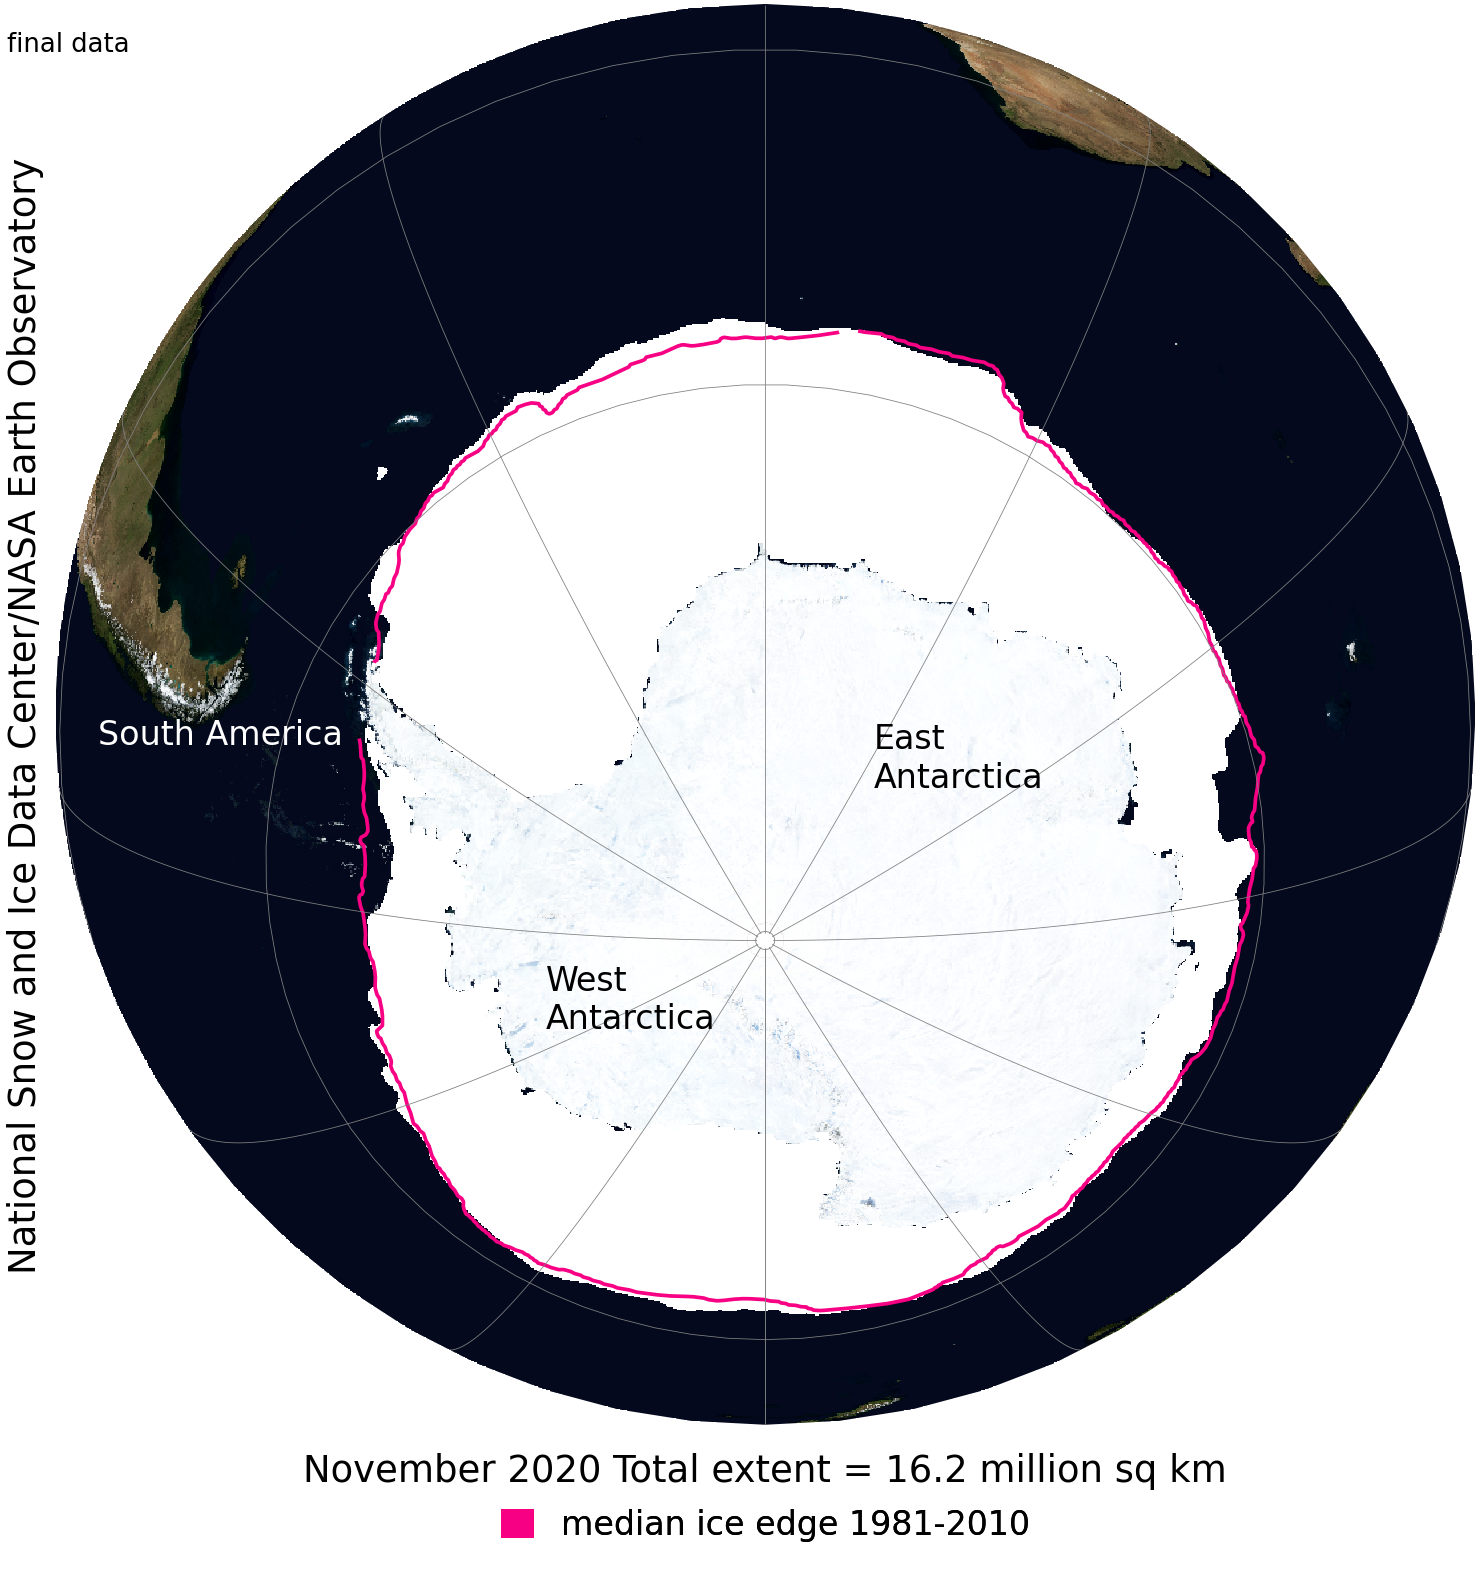 final data
National Snow and Ice Data Center/NASA Earth Observatory
South America
East
Antarctica
West
Antarctica
November 2020 Total extent = 16.2 million sq km
median ice edge 1981-2010